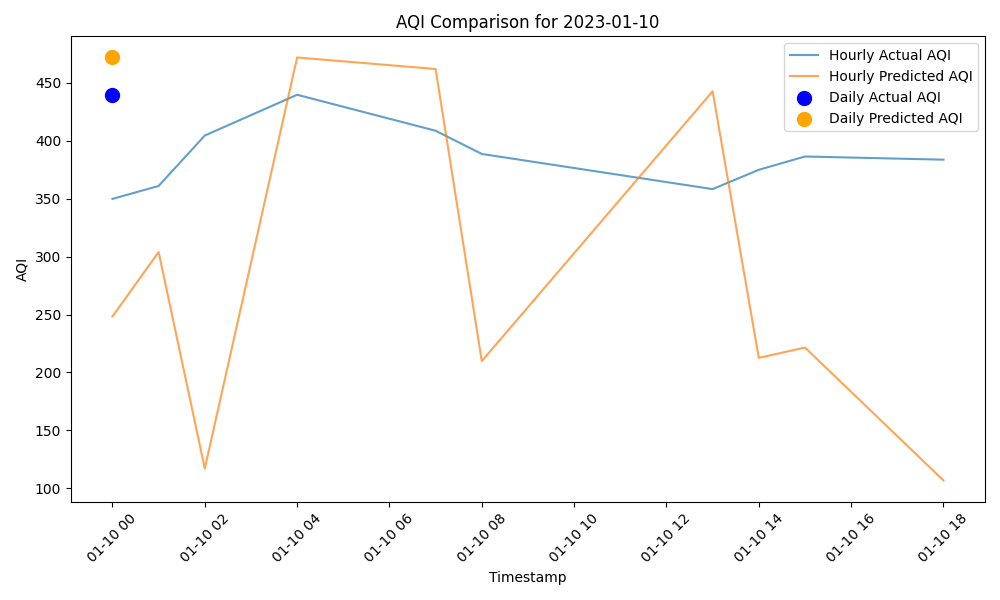 AQI Comparison for 2023-01-10
Hourly Actual AQI
Hourly Predicted AQI
Daily Actual AQI
Daily Predicted AQI
AQI
450
400
350
300
250
200
150
100
01-10 00
01-10 02
01-10 04
01-10 06
01-10 08
01-10 10
01-10 12
01-10 14
01-10 16
01-10 18
Timestamp